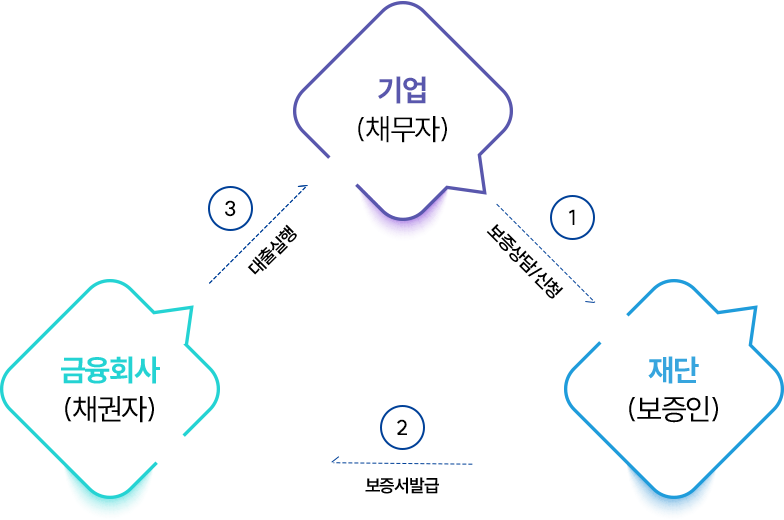 기업
(채무자)
3
1
대출실행
보증상담/신청
금융회사
(채권자)
재단
(보증인)
2
보증서발급